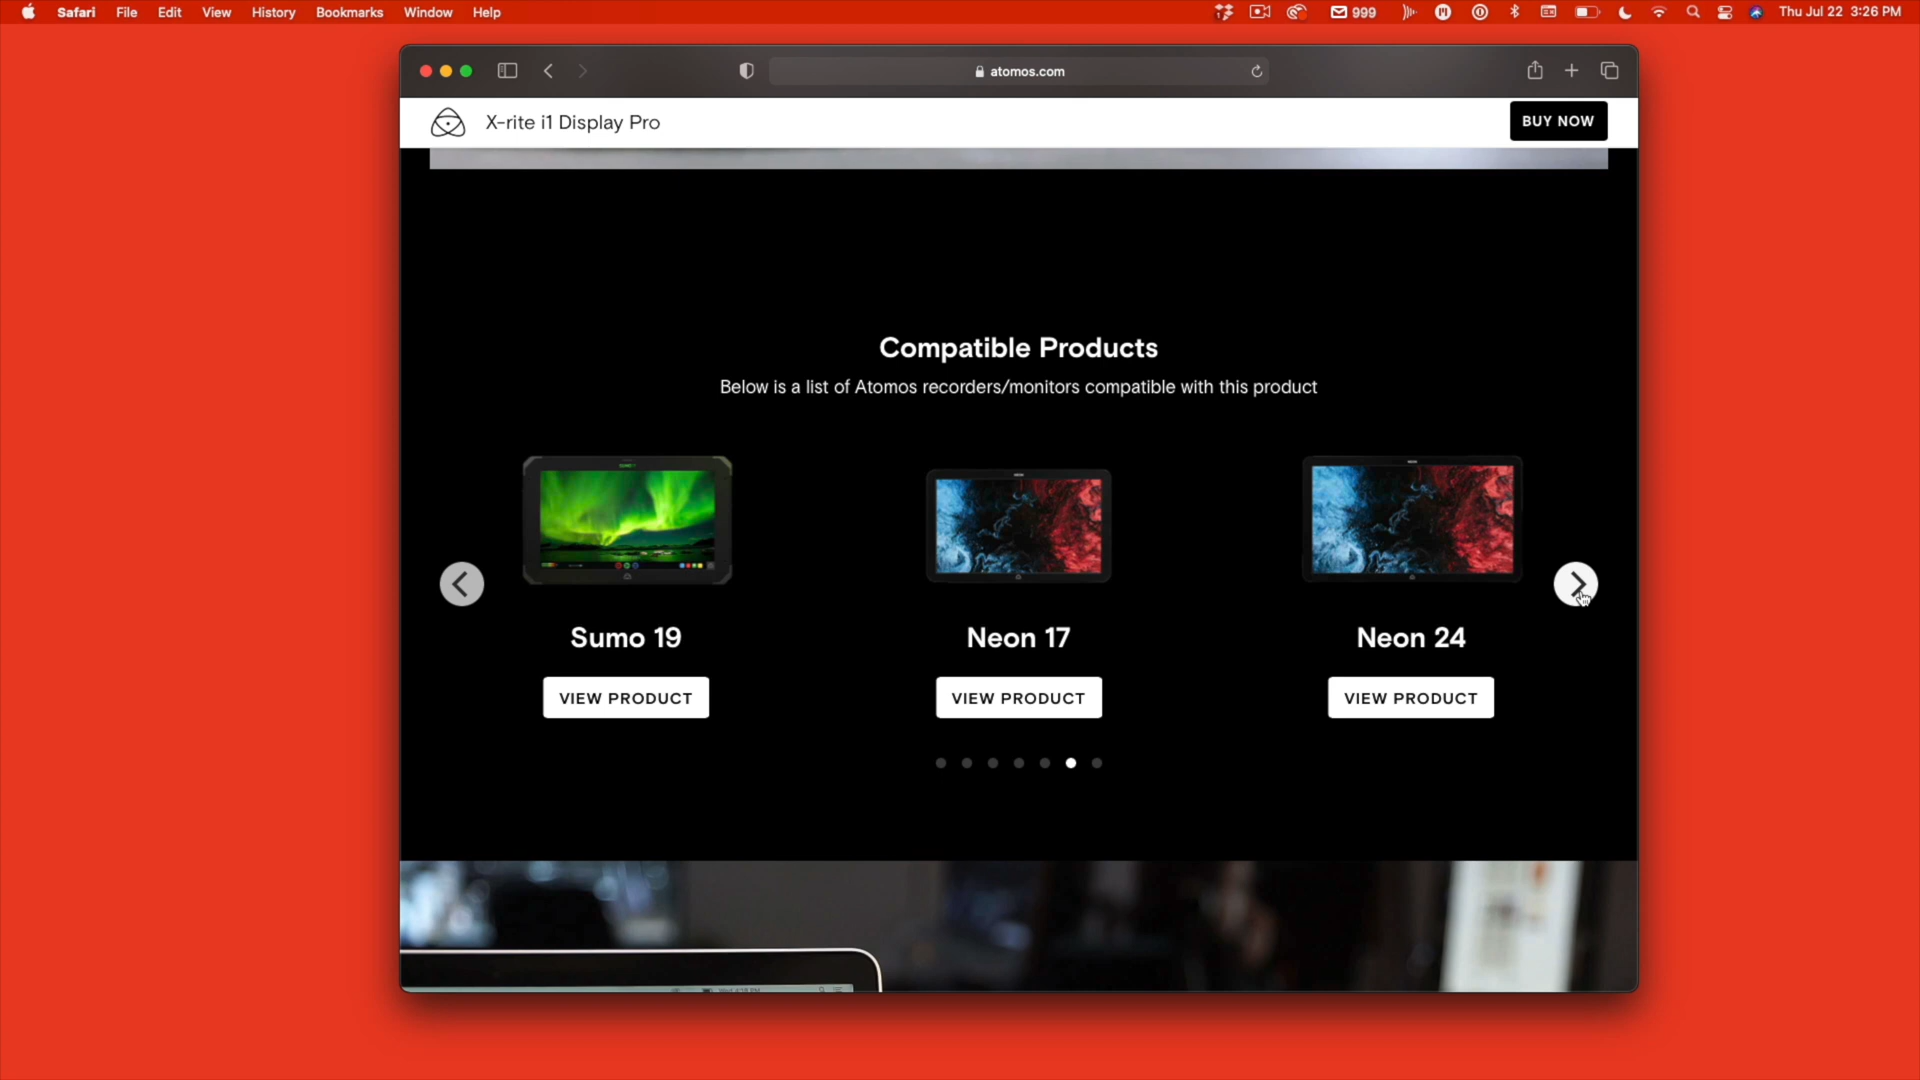 Safari File Edit View History Bookmarks Window Help 999 Thu Jul 22 3:26 PM
atomos.com
X-rite i1 Display Pro
BUY NOW
Compatible Products
Below is a list of Atomos recorders/monitors compatible with this product
Sumo 19
Neon 17
Neon 24
VIEW PRODUCT
VIEW PRODUCT
VIEW PRODUCT